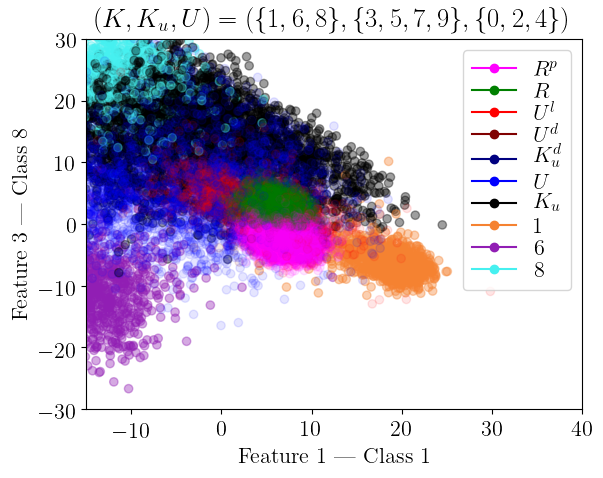 (K, K_u, U) = ({1, 6, 8}, {3, 5, 7, 9}, {0, 2, 4})
30
20
10
0
−10
−20
−30
Feature 3 — Class 8
R^p
R
U^l
U^d
K_u^d
U
K_u
1
6
8
−10
0
10
20
30
40
Feature 1 — Class 1